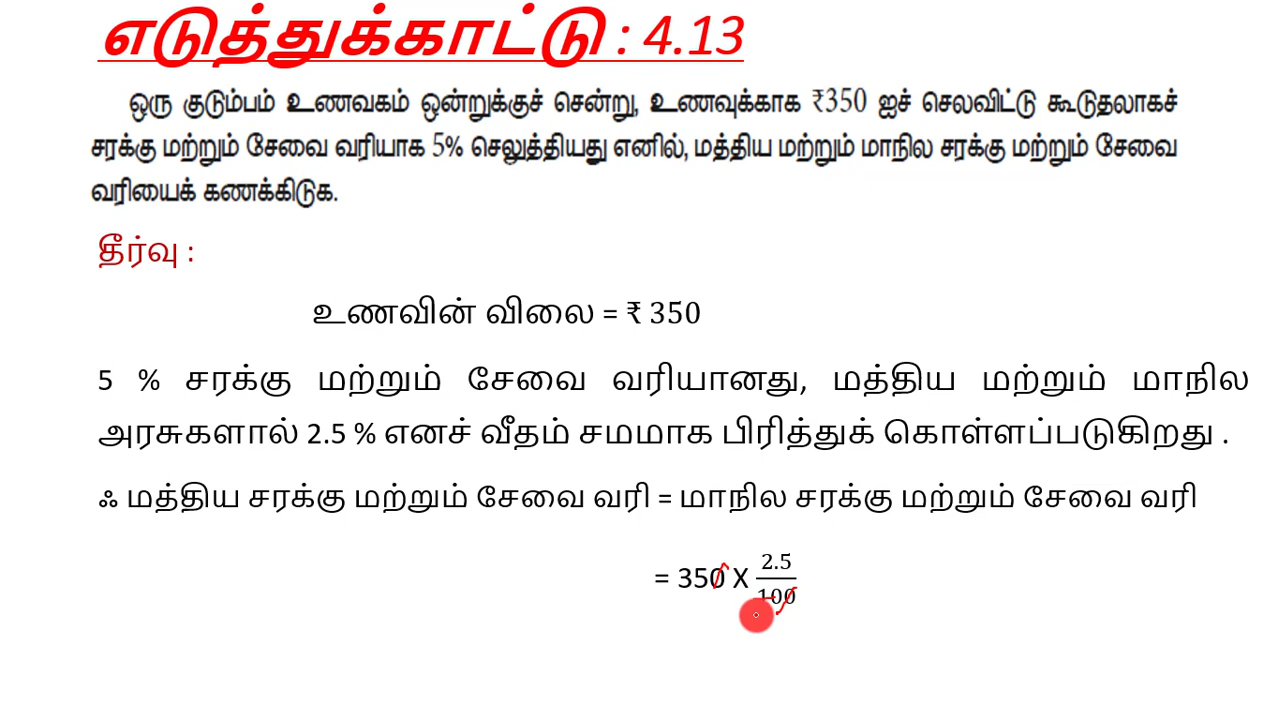 எடுத்துக்காட்டு : 4.13
ஒரு குடும்பம் உணவகம் ஒன்றுக்குச் சென்று, உணவுக்காக ₹350 ஐச் செலவிட்டு கூடுதலாகச்
சரக்கு மற்றும் சேவை வரியாக 5% செலுத்தியது எனில், மத்திய மற்றும் மாநில சரக்கு மற்றும் சேவை
வரியைக் கணக்கிடுக.
தீர்வு :
உணவின் விலை = ₹ 350
5 % சரக்கு மற்றும் சேவை வரியானது, மத்திய மற்றும் மாநில
அரசுகளால் 2.5 % எனச் வீதம் சமமாக பிரித்துக் கொள்ளப்படுகிறது .
ஃ மத்திய சரக்கு மற்றும் சேவை வரி = மாநில சரக்கு மற்றும் சேவை வரி
= 350 X 2.5/100